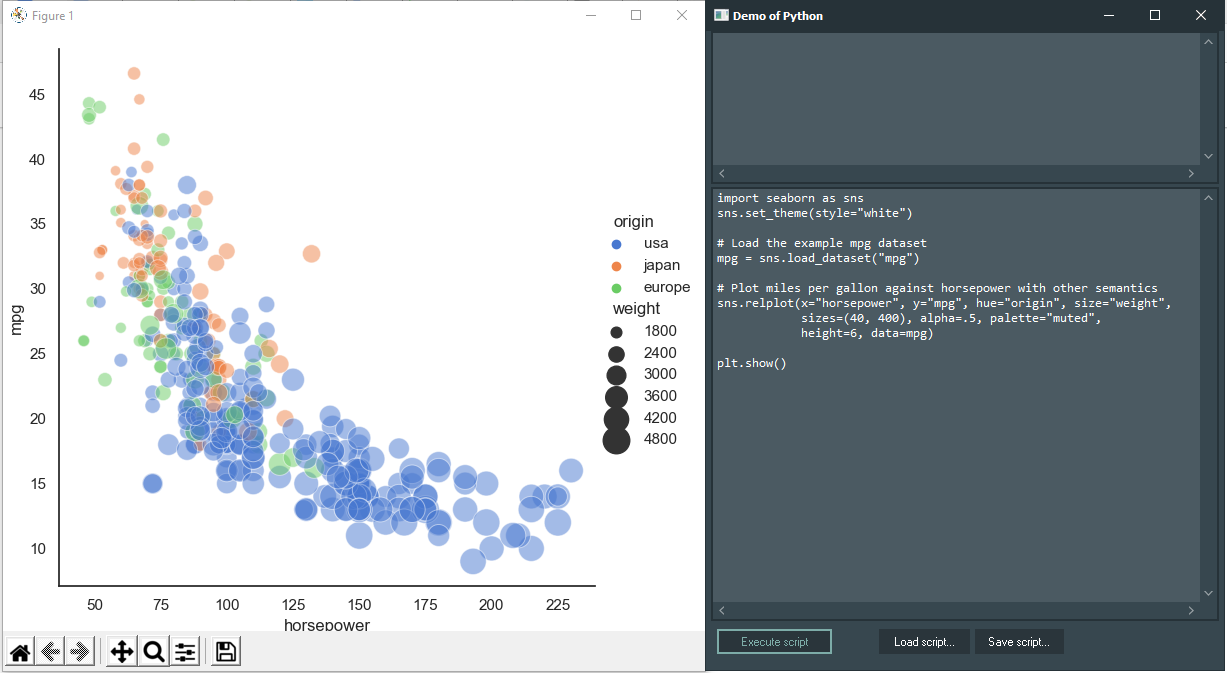 Figure 1
45
40
35
30
25
20
15
10
mpg
50 75 100 125 150 175 200 225
horsepower
origin
usa
japan
europe
weight
1800
2400
3000
3600
4200
4800
Demo of Python
import seaborn as sns
sns.set_theme(style="white")
# Load the example mpg dataset
mpg = sns.load_dataset("mpg")
# Plot miles per gallon against horsepower with other semantics
sns.relplot(x="horsepower", y="mpg", hue="origin", size="weight",
            sizes=(40, 400), alpha=.5, palette="muted",
            height=6, data=mpg)
plt.show()
Execute script
Load script...
Save script...